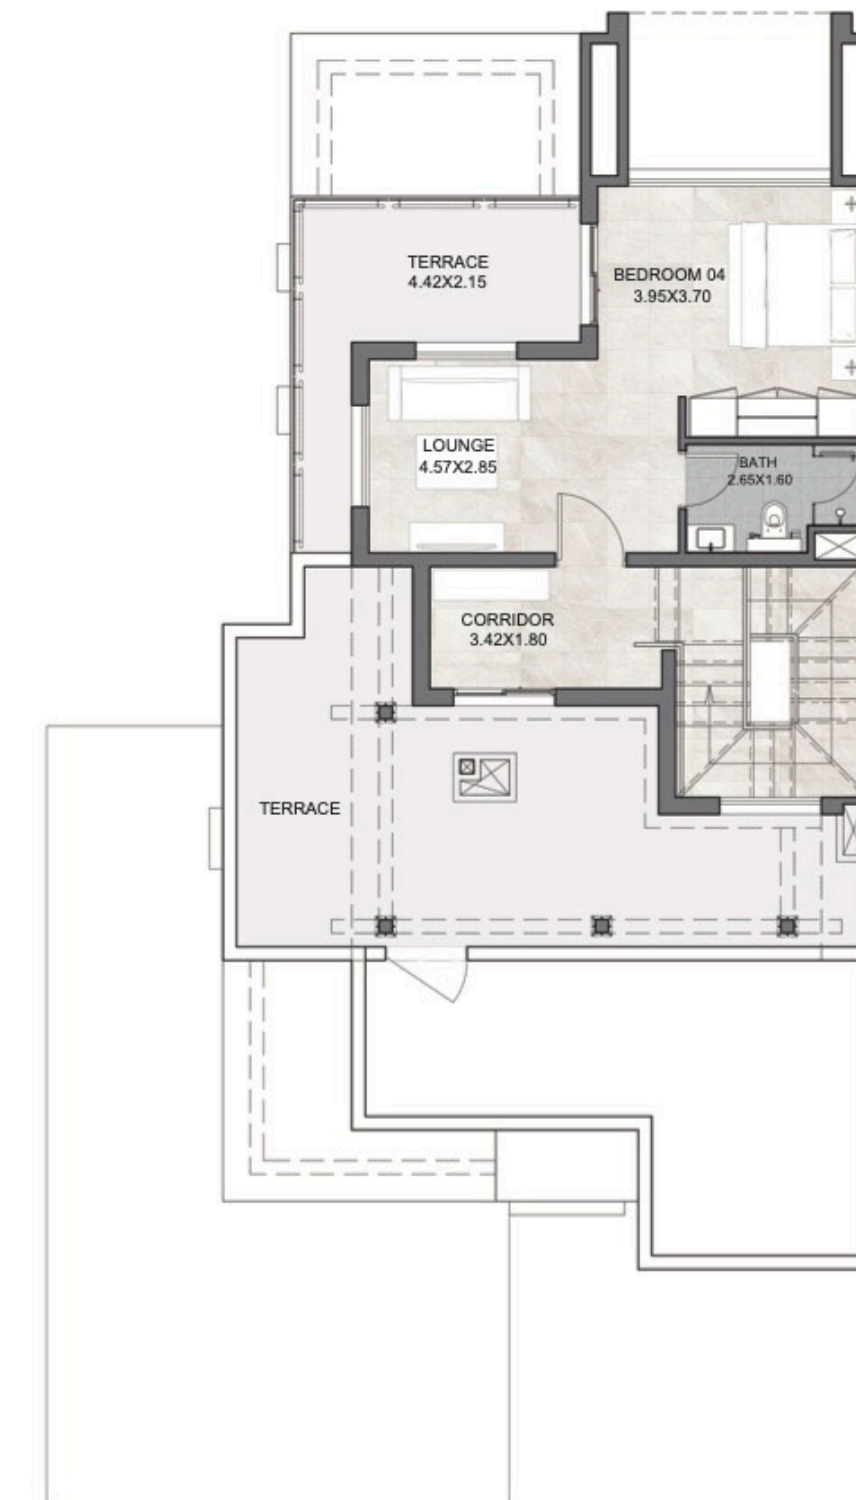 TERRACE
4.42X2.15
BEDROOM 04
3.95X3.70
LOUNGE
4.57X2.85
BATH
2.65X1.60
CORRIDOR
3.42X1.80
TERRACE